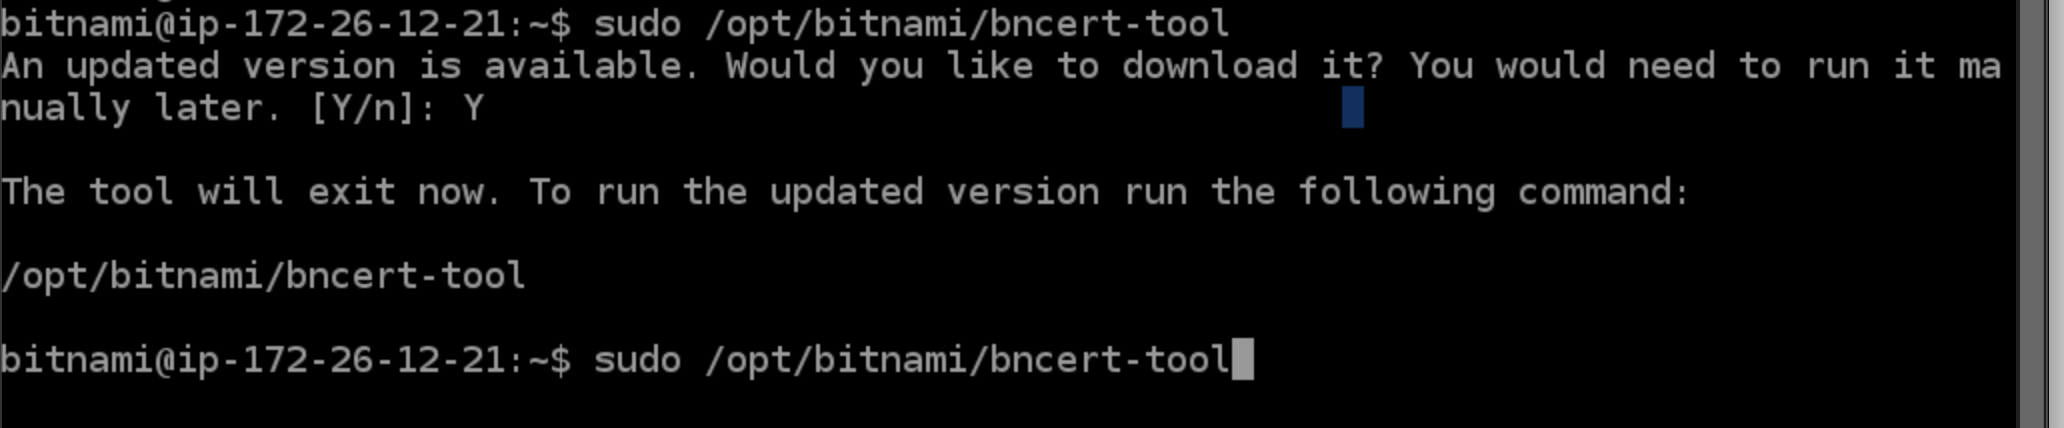 bitnami@ip-172-26-12-21:~$ sudo /opt/bitnami/bncert-tool
An updated version is available. Would you like to download it? You would need to run it ma
nually later. [Y/n]: Y
The tool will exit now. To run the updated version run the following command:
/opt/bitnami/bncert-tool
bitnami@ip-172-26-12-21:~$ sudo /opt/bitnami/bncert-tool